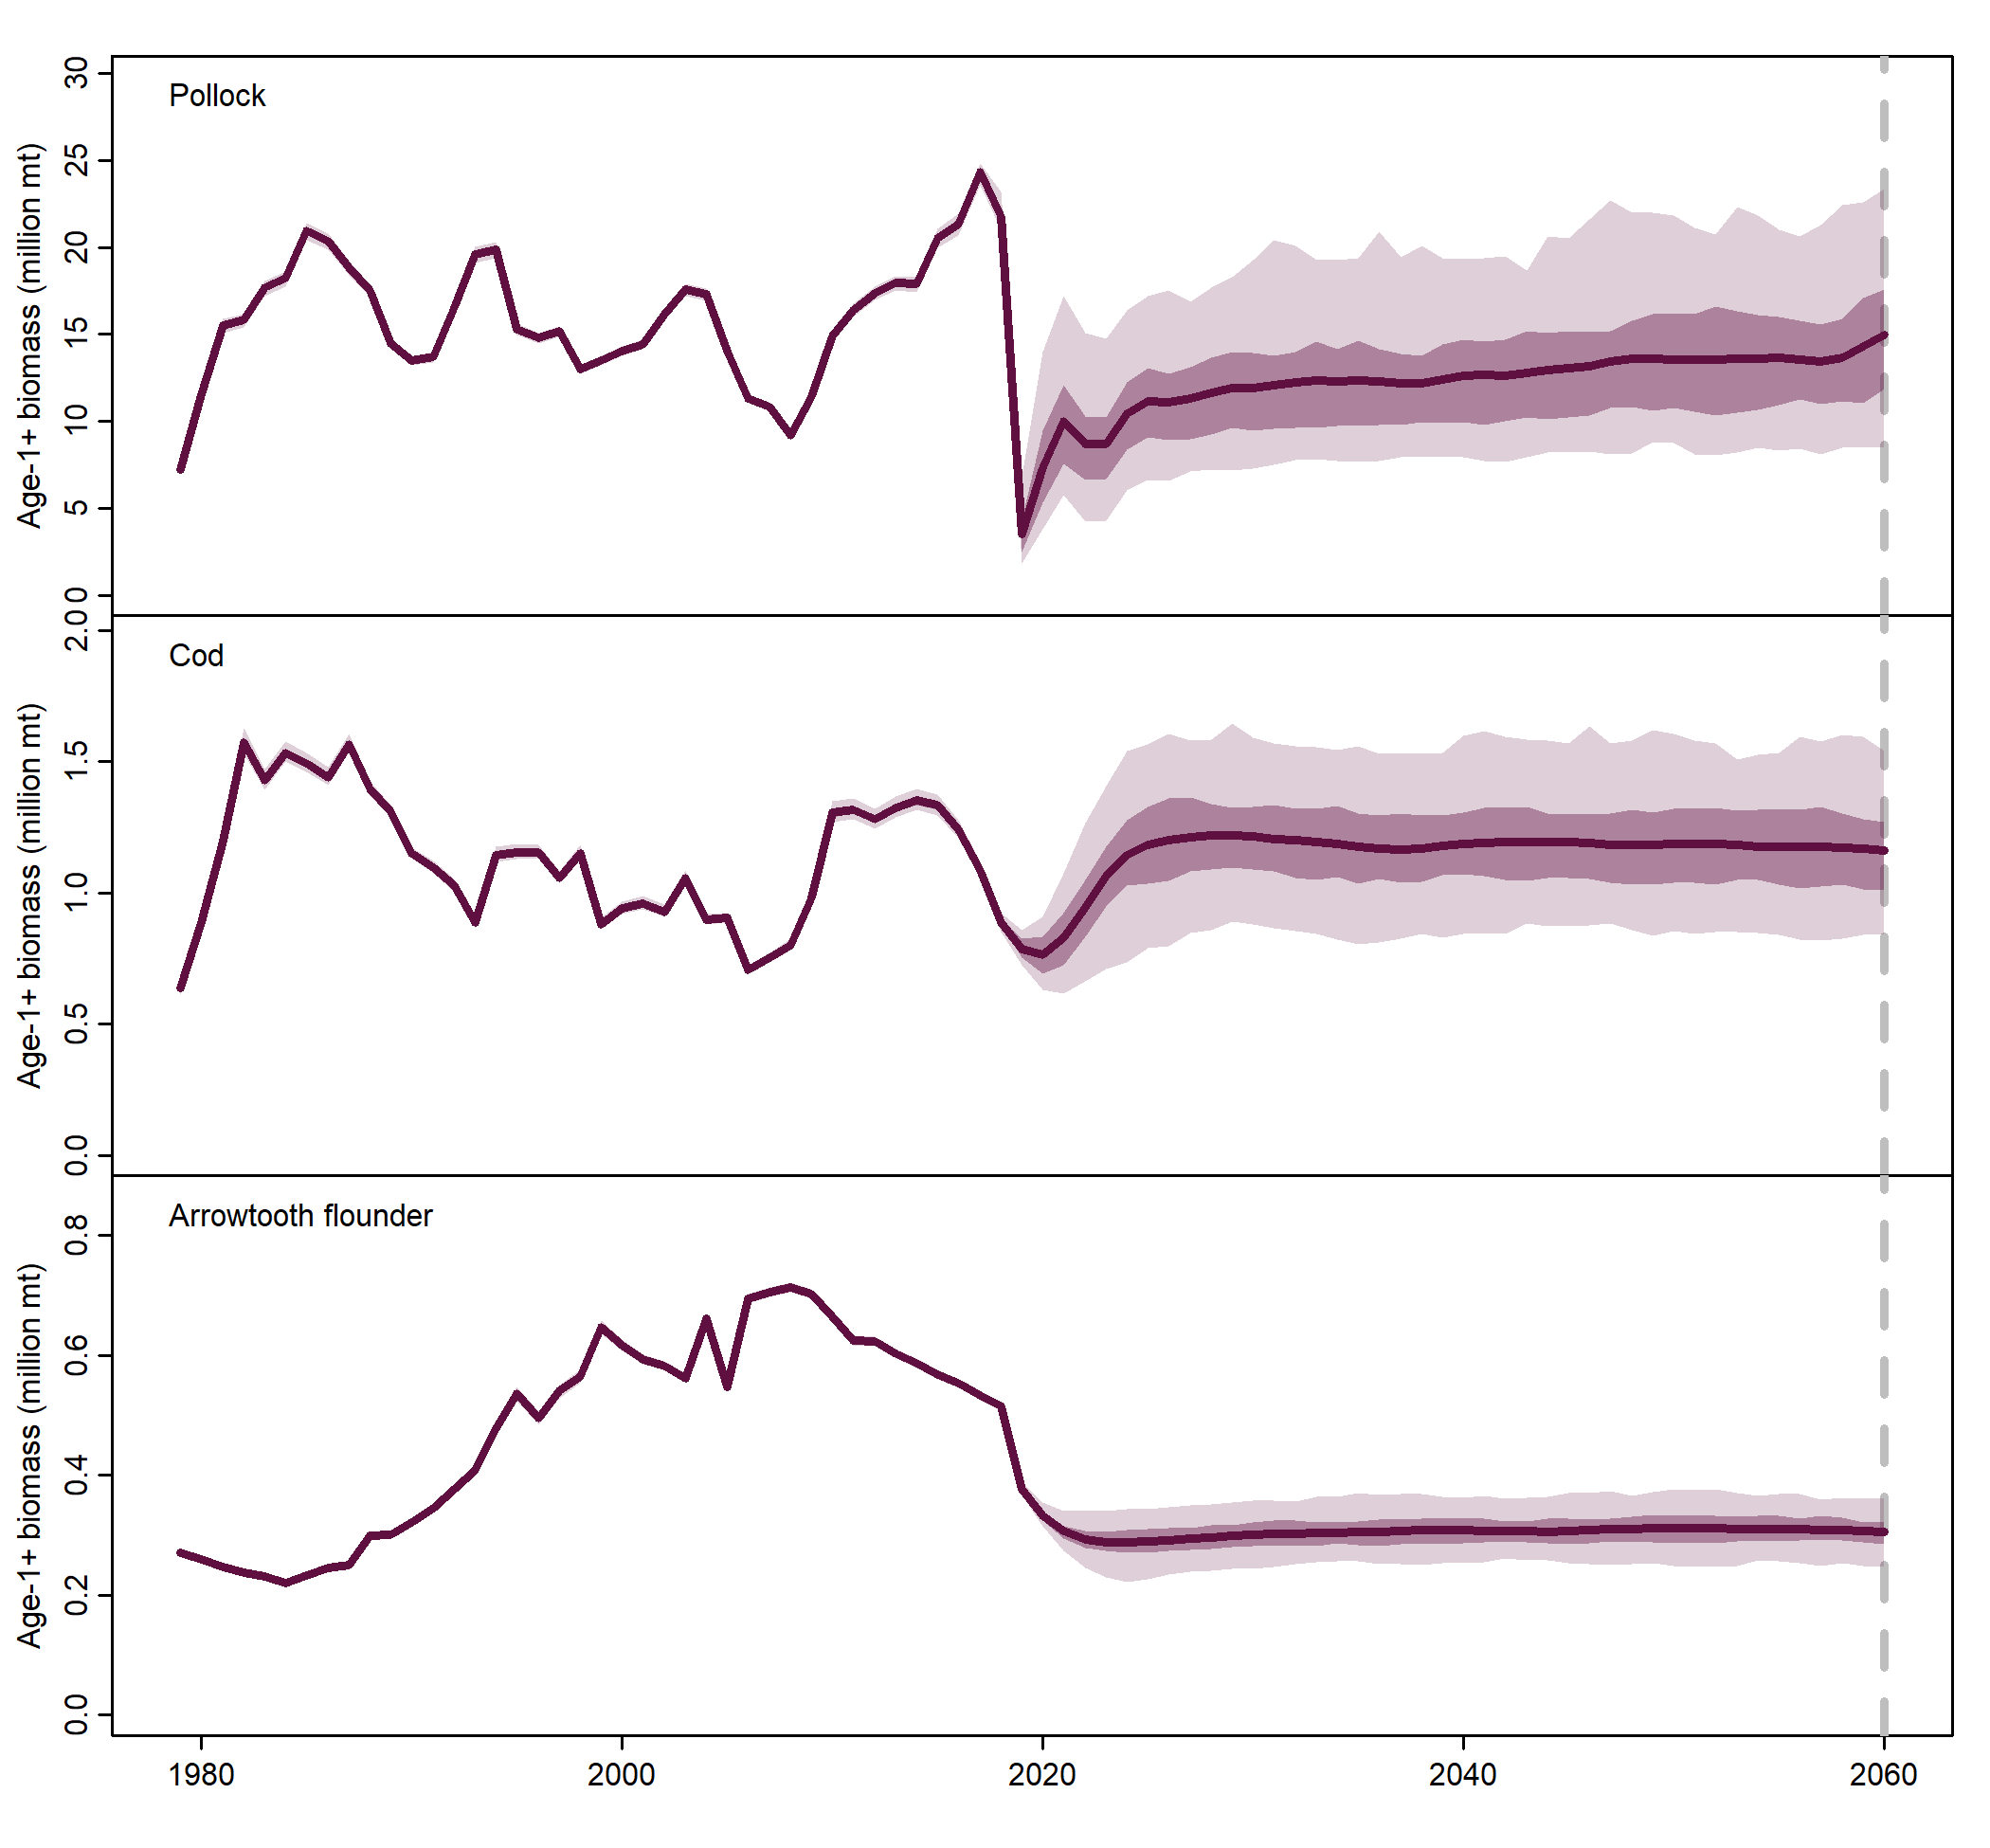 Pollock
Age-1+ biomass (million mt)
30
25
20
15
10
5
0
Cod
Age-1+ biomass (million mt)
2.0
1.5
1.0
0.5
0.0
Arrowtooth flounder
Age-1+ biomass (million mt)
0.8
0.6
0.4
0.2
0.0
1980 2000 2020 2040 2060